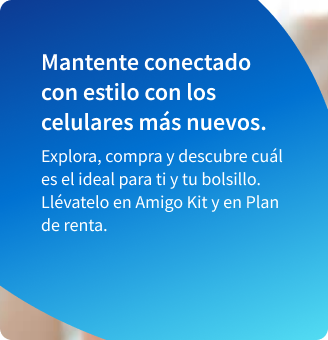 Mantente conectado
con estilo con los
celulares más nuevos.
Explora, compra y descubre cuál
es el ideal para ti y tu bolsillo.
Llévatelo en Amigo Kit y en Plan
de renta.